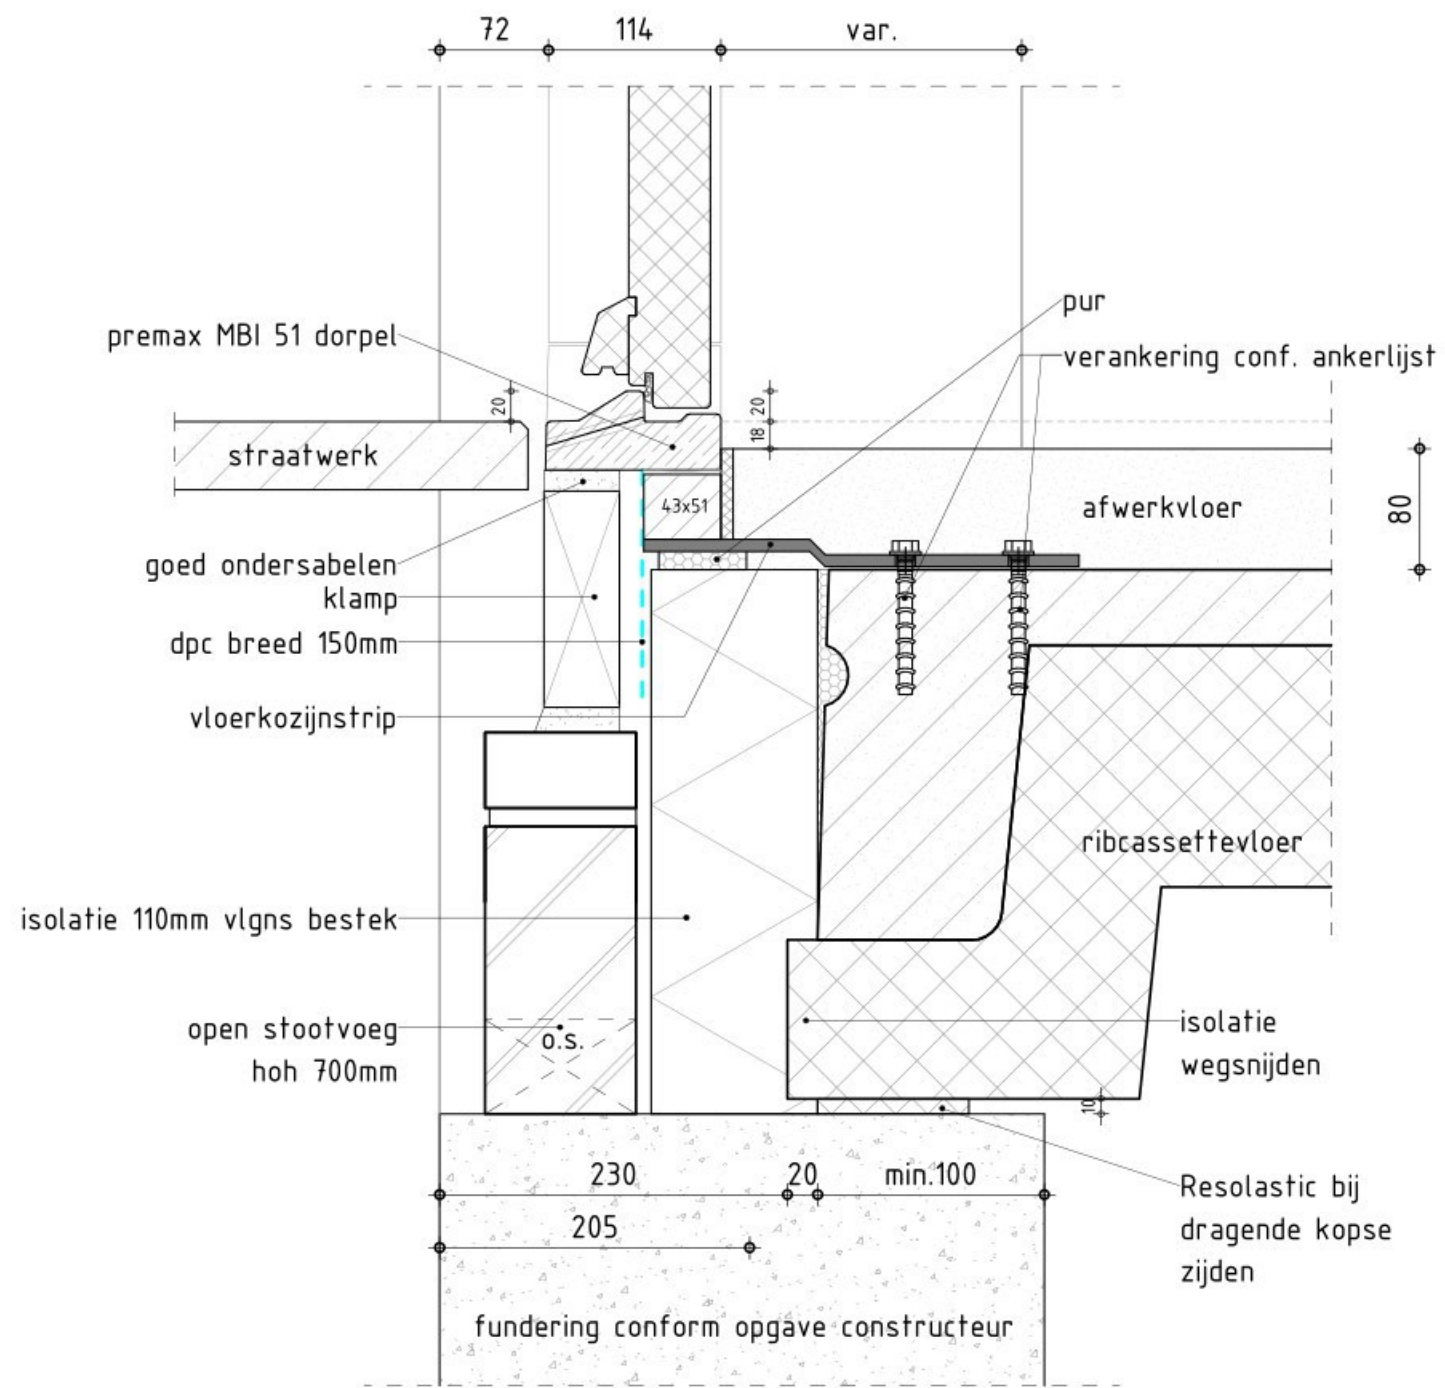 72
114
var.
pur
premax MBI 51 dorpel
verankering conf. ankerlijst
20
20
18
straatwerk
43x51
afwerkvloer
80
goed ondersabelen
klamp
dpc breed 150mm
vloerkozijnstrip
ribcassettevloer
isolatie 110mm vlgns bestek
open stootvoeg
hoh 700mm
o.s.
isolatie
wegsnijden
10
230
20
min.100
205
Resolastic bij
dragende kopse
zijden
fundering conform opgave constructeur